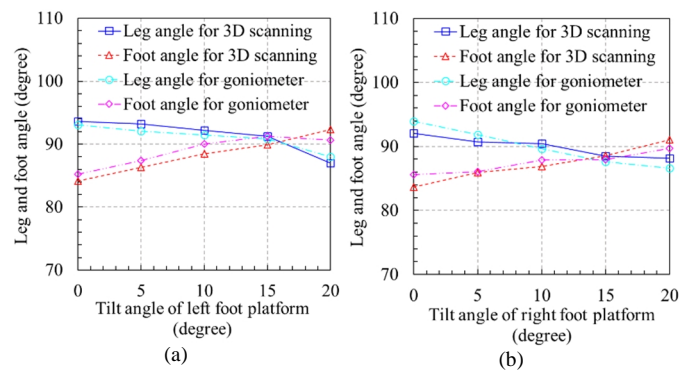 110
100
90
80
70
Leg and foot angle (degree)
Leg angle for 3D scanning
Foot angle for 3D scanning
Leg angle for goniometer
Foot angle for goniometer
0 5 10 15 20
Tilt angle of left foot platform
(degree)
(a)
110
100
90
80
70
Leg and foot angle (degree)
Leg angle for 3D scanning
Foot angle for 3D scanning
Leg angle for goniometer
Foot angle for goniometer
0 5 10 15 20
Tilt angle of right foot platform
(degree)
(b)